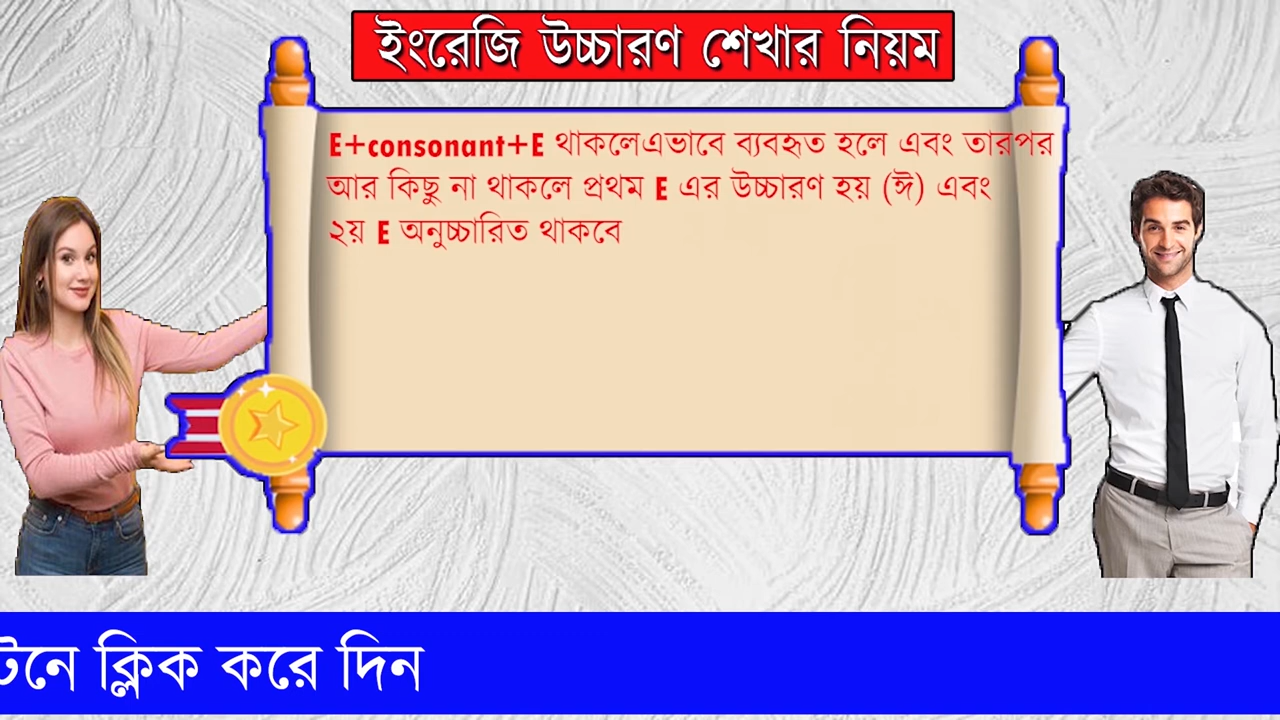 ইংরেজি উচ্চারণ শেখার নিয়ম
E+consonant+E থাকলেএভাবে ব্যবহৃত হলে এবং তারপর
আর কিছু না থাকলে প্রথম E এর উচ্চারণ হয় (ঈ) এবং
২য় E অনুচ্চারিত থাকবে
টনে ক্লিক করে দিন